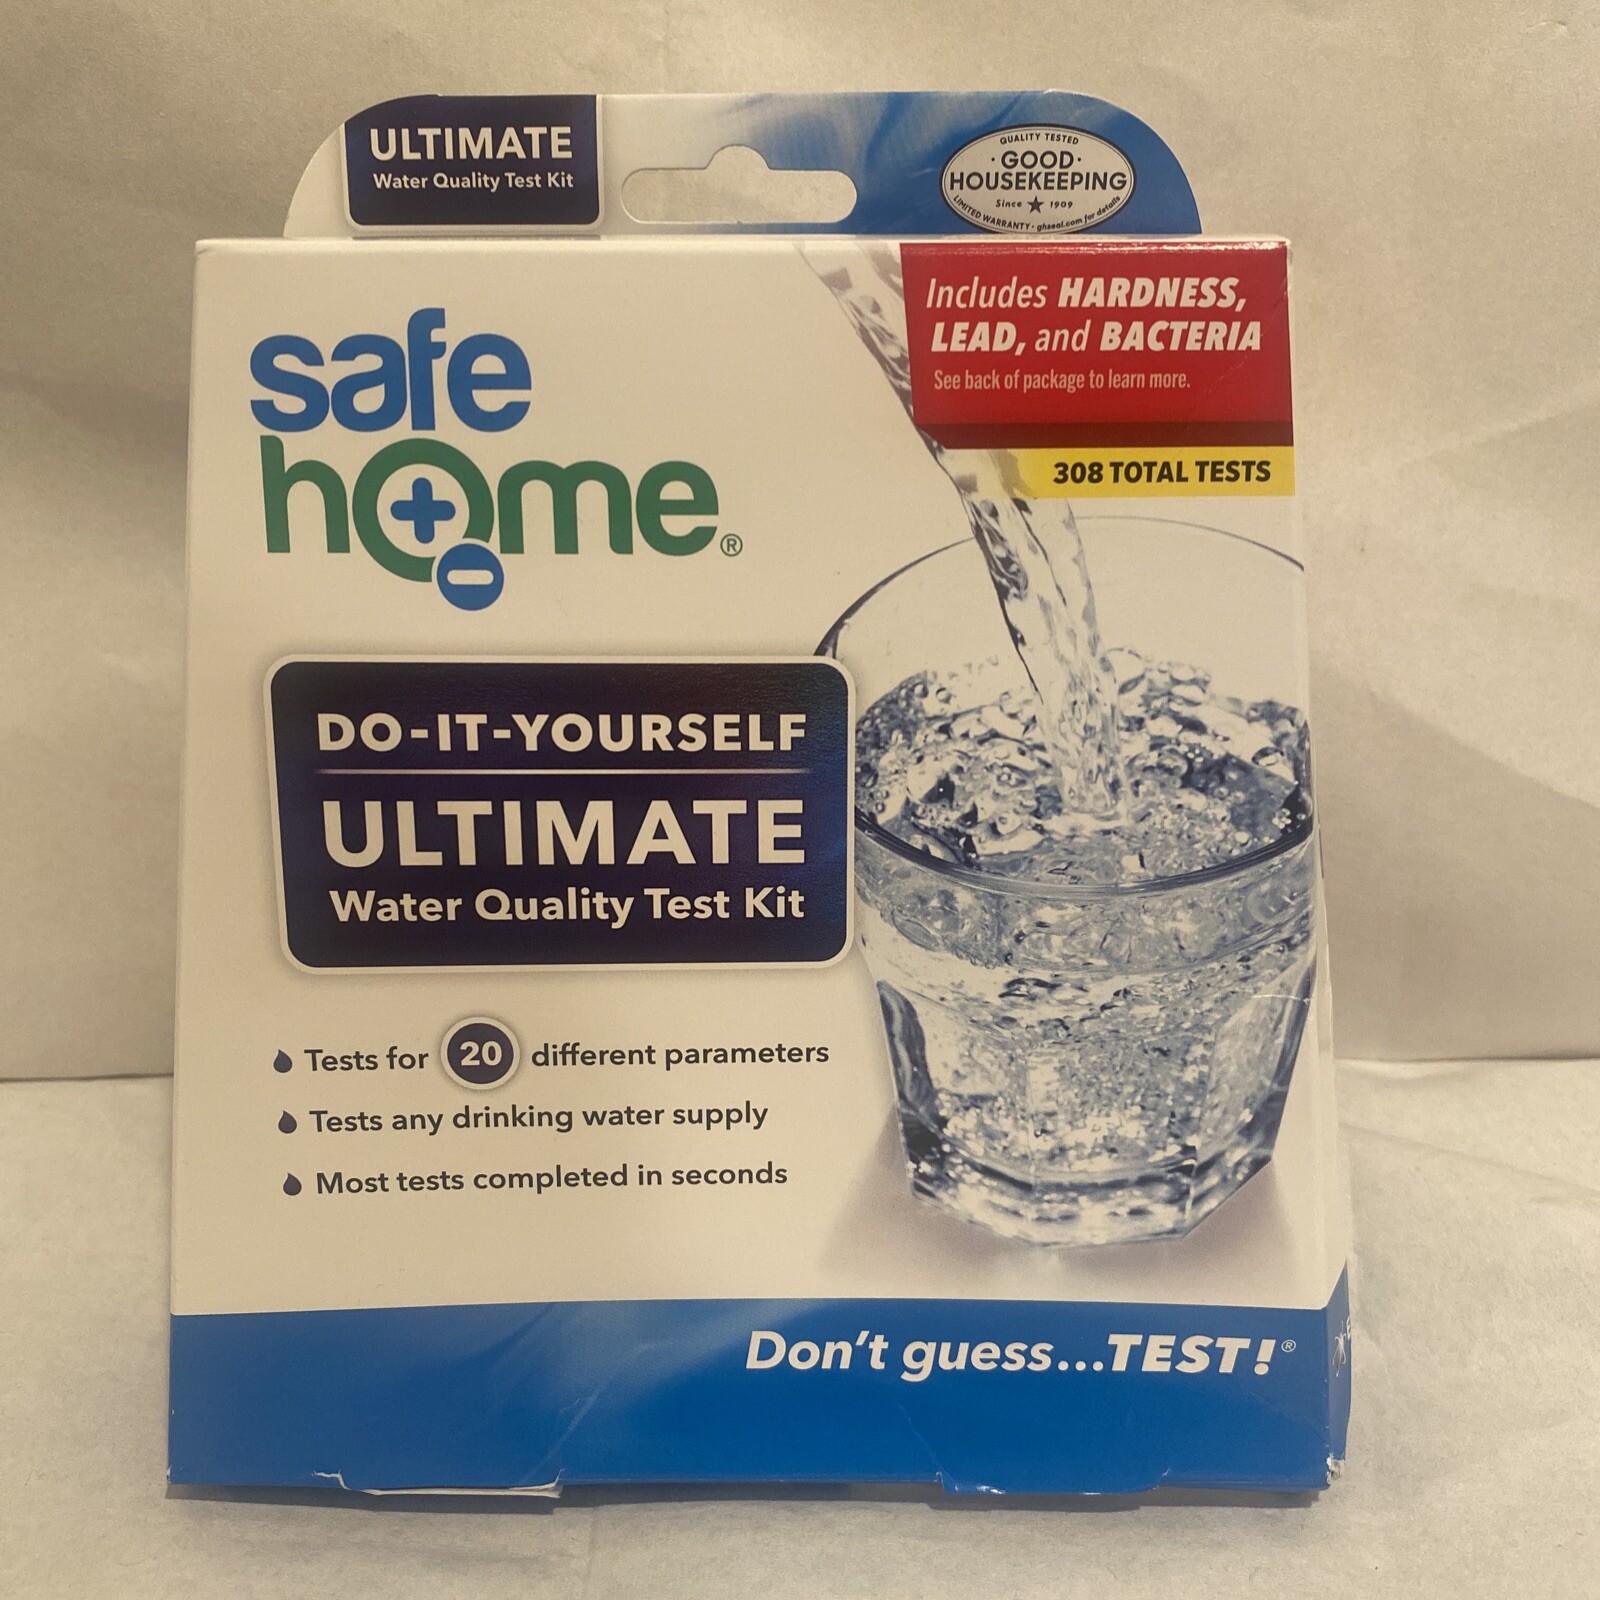 ULTIMATE
Water Quality Test Kit
QUALITY TESTED
·GOOD·
HOUSEKEEPING
Since ★ 1909
LIMITED WARRANTY · ghseal.com for details
Includes HARDNESS,
LEAD, and BACTERIA
See back of package to learn more.
308 TOTAL TESTS
safe
home®
DO-IT-YOURSELF
ULTIMATE
Water Quality Test Kit
Tests for 20 different parameters
Tests any drinking water supply
Most tests completed in seconds
Don't guess...TEST!®